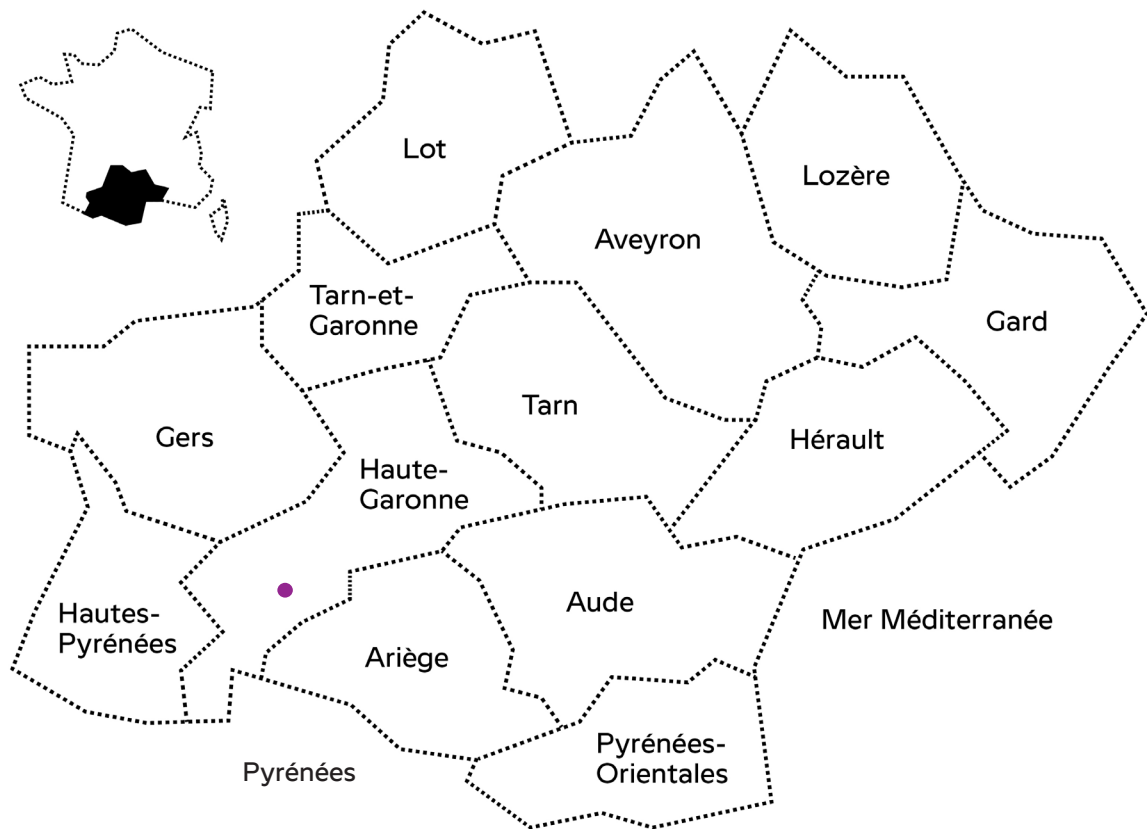 Lot
Lozère
Aveyron
Tarn-et-
Garonne
Gard
Tarn
Gers
Hérault
Haute-
Garonne
Hautes-
Pyrénées
Aude
Mer Méditerranée
Ariège
Pyrénées-
Orientales
Pyrénées